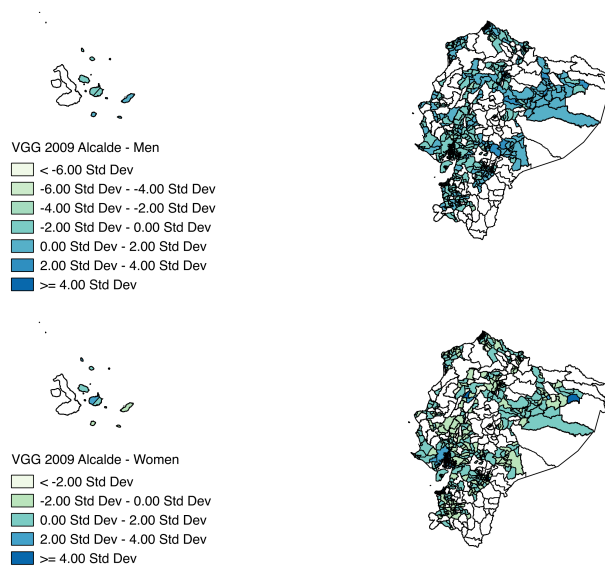 VGG 2009 Alcalde - Men
< -6.00 Std Dev
-6.00 Std Dev - -4.00 Std Dev
-4.00 Std Dev - -2.00 Std Dev
-2.00 Std Dev - 0.00 Std Dev
0.00 Std Dev - 2.00 Std Dev
2.00 Std Dev - 4.00 Std Dev
>= 4.00 Std Dev
VGG 2009 Alcalde - Women
< -2.00 Std Dev
-2.00 Std Dev - 0.00 Std Dev
0.00 Std Dev - 2.00 Std Dev
2.00 Std Dev - 4.00 Std Dev
>= 4.00 Std Dev